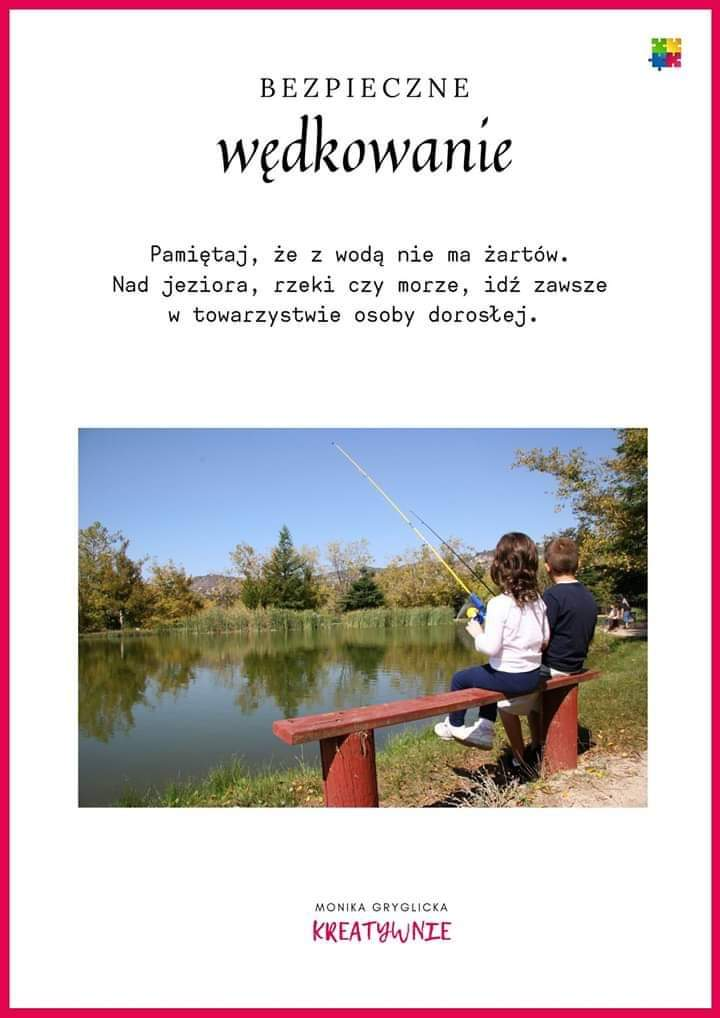 BEZPIECZNE
wędkowanie
Pamiętaj, że z wodą nie ma żartów.
Nad jeziora, rzeki czy morze, idź zawsze
w towarzystwie osoby dorosłej.
MONIKA GRYGLICKA
KREATYWNIE